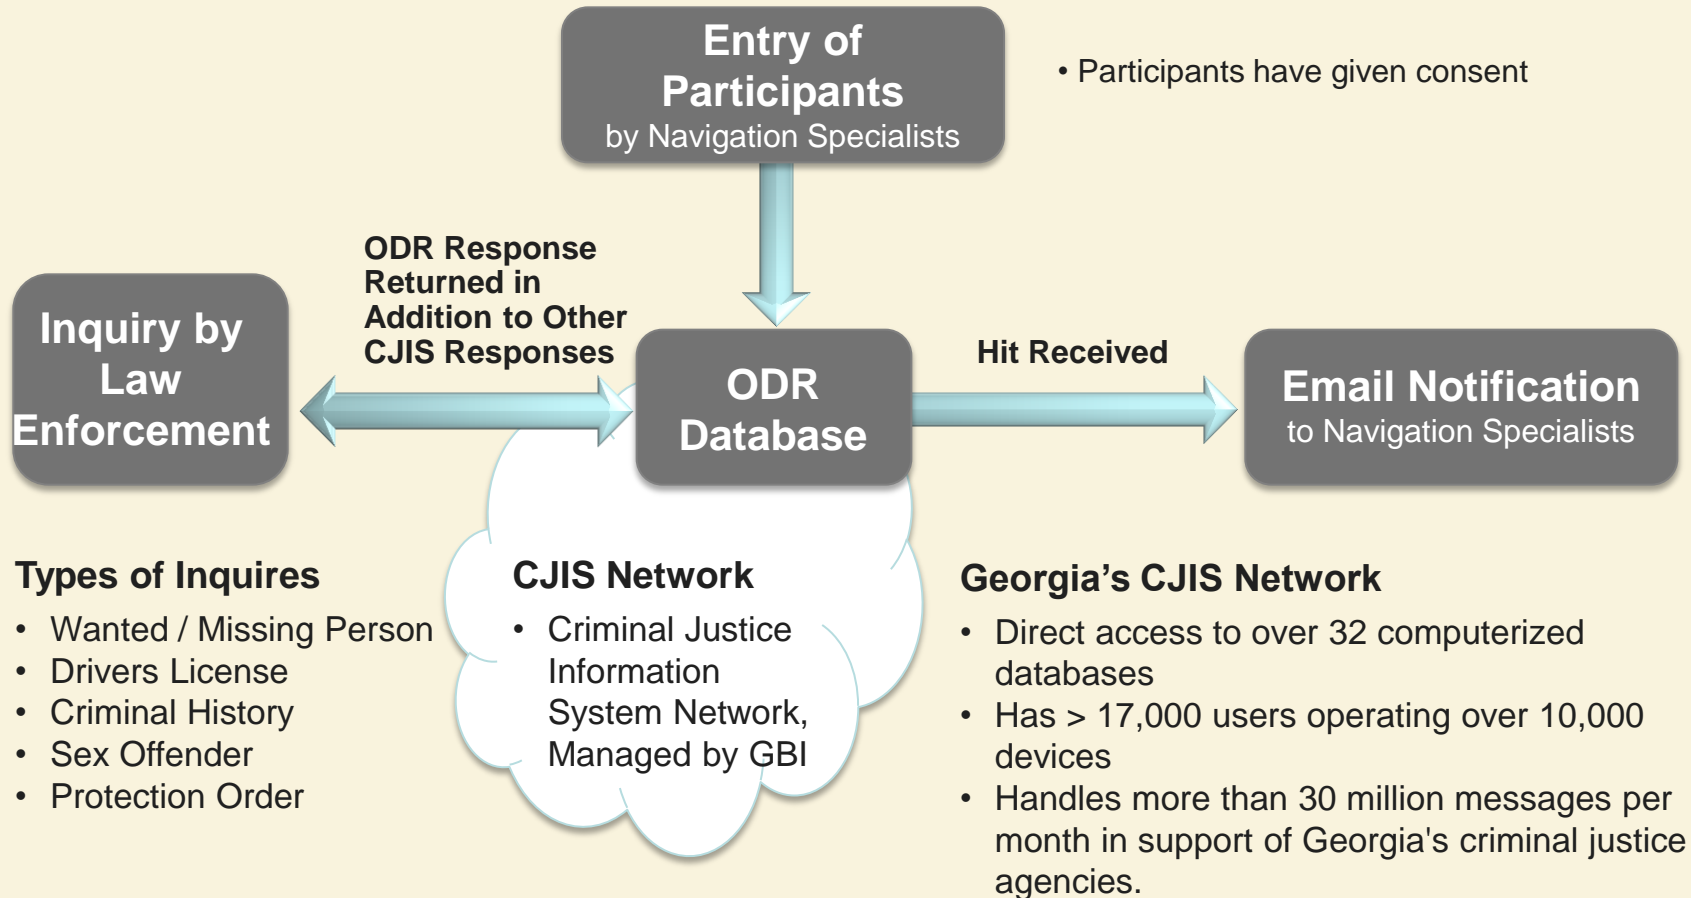 Entry of
Participants
by Navigation Specialists
• Participants have given consent
ODR Response
Returned in
Addition to Other
CJIS Responses
Inquiry by
Law
Enforcement
ODR
Database
Hit Received
Email Notification
to Navigation Specialists
Types of Inquires
• Wanted / Missing Person
• Drivers License
• Criminal History
• Sex Offender
• Protection Order
CJIS Network
• Criminal Justice
Information
System Network,
Managed by GBI
Georgia’s CJIS Network
• Direct access to over 32 computerized
databases
• Has > 17,000 users operating over 10,000
devices
• Handles more than 30 million messages per
month in support of Georgia's criminal justice
agencies.